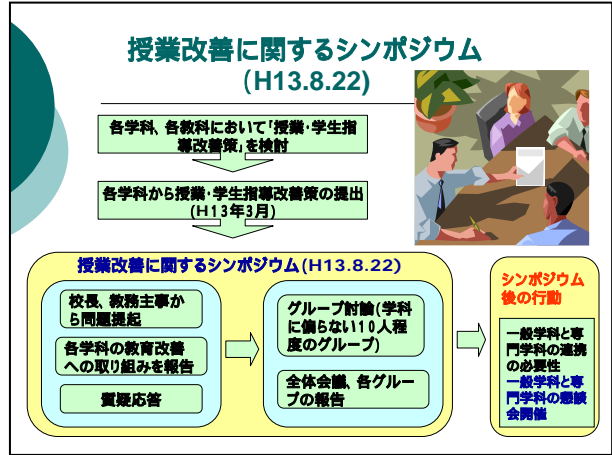 授業改善に関するシンポジウム
(H13.8.22)
各学科、各教科において「授業・学生指
導改善策」を検討
各学科から授業・学生指導改善策の提出
(H13年3月)
授業改善に関するシンポジウム(H13.8.22)
校長、教務主事か
ら問題提起
各学科の教育改善
への取り組みを報告
質疑応答
グループ討論(学科
に偏らない10人程
度のグループ)
全体会議、各グルー
プの報告
シンポジウム
後の行動
一般学科と専
門学科の連携
の必要性
一般学科と専
門学科の懇談
会開催